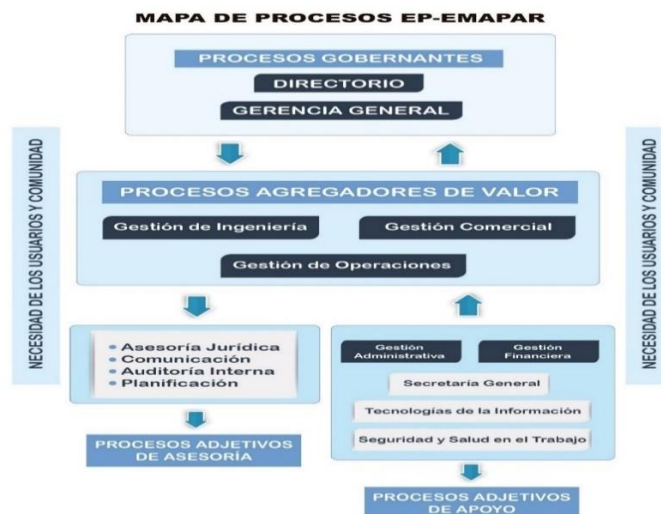 MAPA DE PROCESOS EP-EMAPAR
PROCESOS GOBERNANTES
DIRECTORIO
GERENCIA GENERAL
NECESIDAD DE LOS USUARIOS Y COMUNIDAD
PROCESOS AGREGADORES DE VALOR
Gestión de Ingeniería
Gestión Comercial
Gestión de Operaciones
NECESIDAD DE LOS USUARIOS Y COMUNIDAD
Asesoría Jurídica
Comunicación
Auditoría Interna
Planificación
PROCESOS ADJETIVOS
DE ASESORÍA
Gestión
Administrativa
Gestión
Financiera
Secretaría General
Tecnologías de la Información
Seguridad y Salud en el Trabajo
PROCESOS ADJETIVOS
DE APOYO